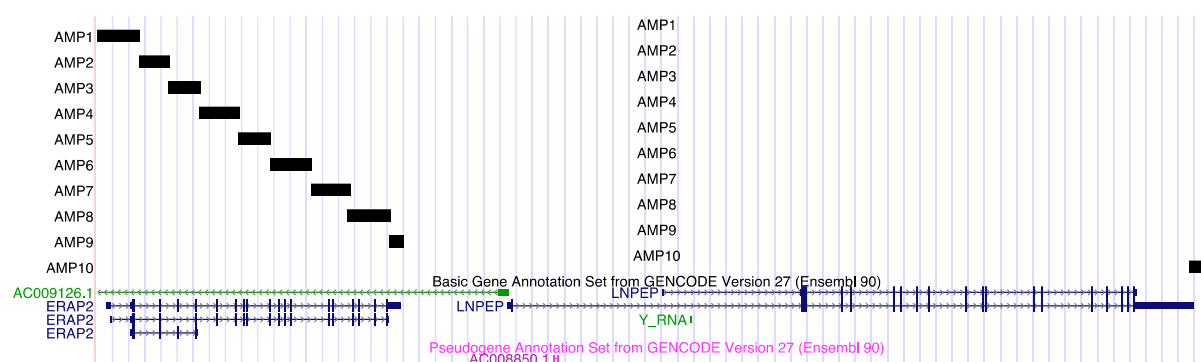 AMP1 AMP1
AMP2 AMP2
AMP3 AMP3
AMP4 AMP4
AMP5 AMP5
AMP6 AMP6
AMP7 AMP7
AMP8 AMP8
AMP9 AMP9
AMP10 AMP10
Basic Gene Annotation Set from GENCODE Version 27 (Ensembl 90)
AC009126.1 LNPEP
ERAP2 LNPEP
ERAP2 Y_RNA
ERAP2
Pseudogene Annotation Set from GENCODE Version 27 (Ensembl 90)
AC008850.1